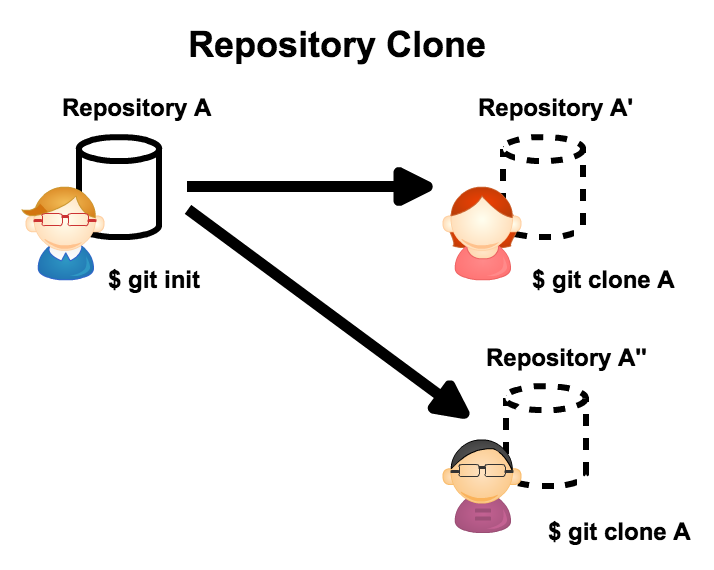 Repository Clone
Repository A
Repository A'
$ git init
$ git clone A
Repository A''
$ git clone A